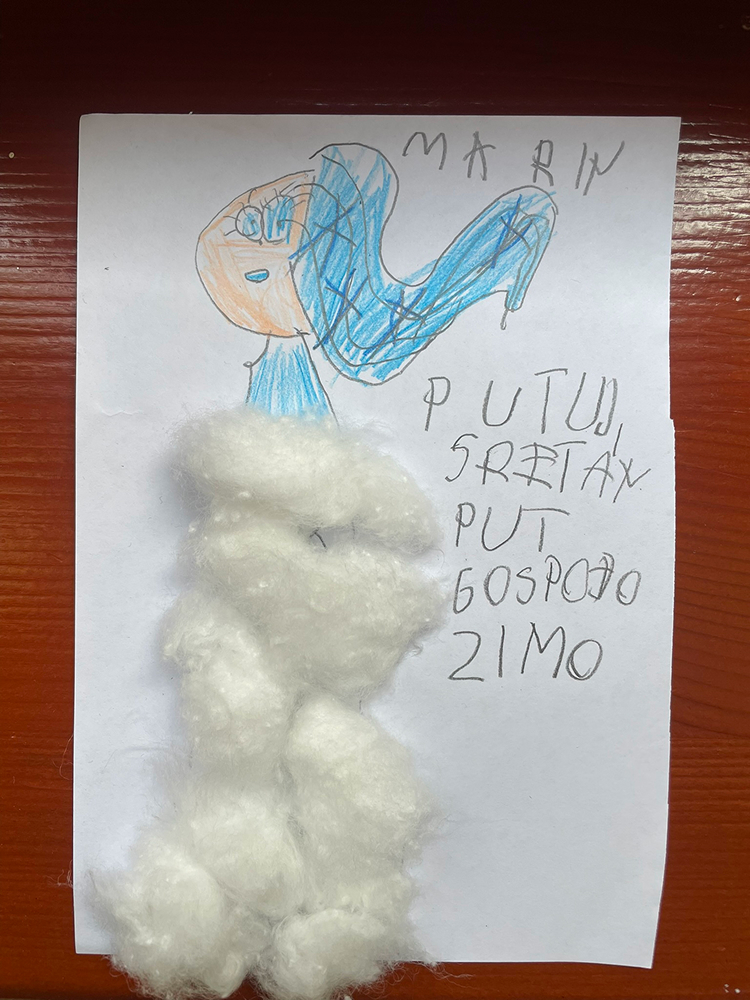 MARIN
PUTUJ,
SRETAN
PUT
GOSPOĐO
ZIMO